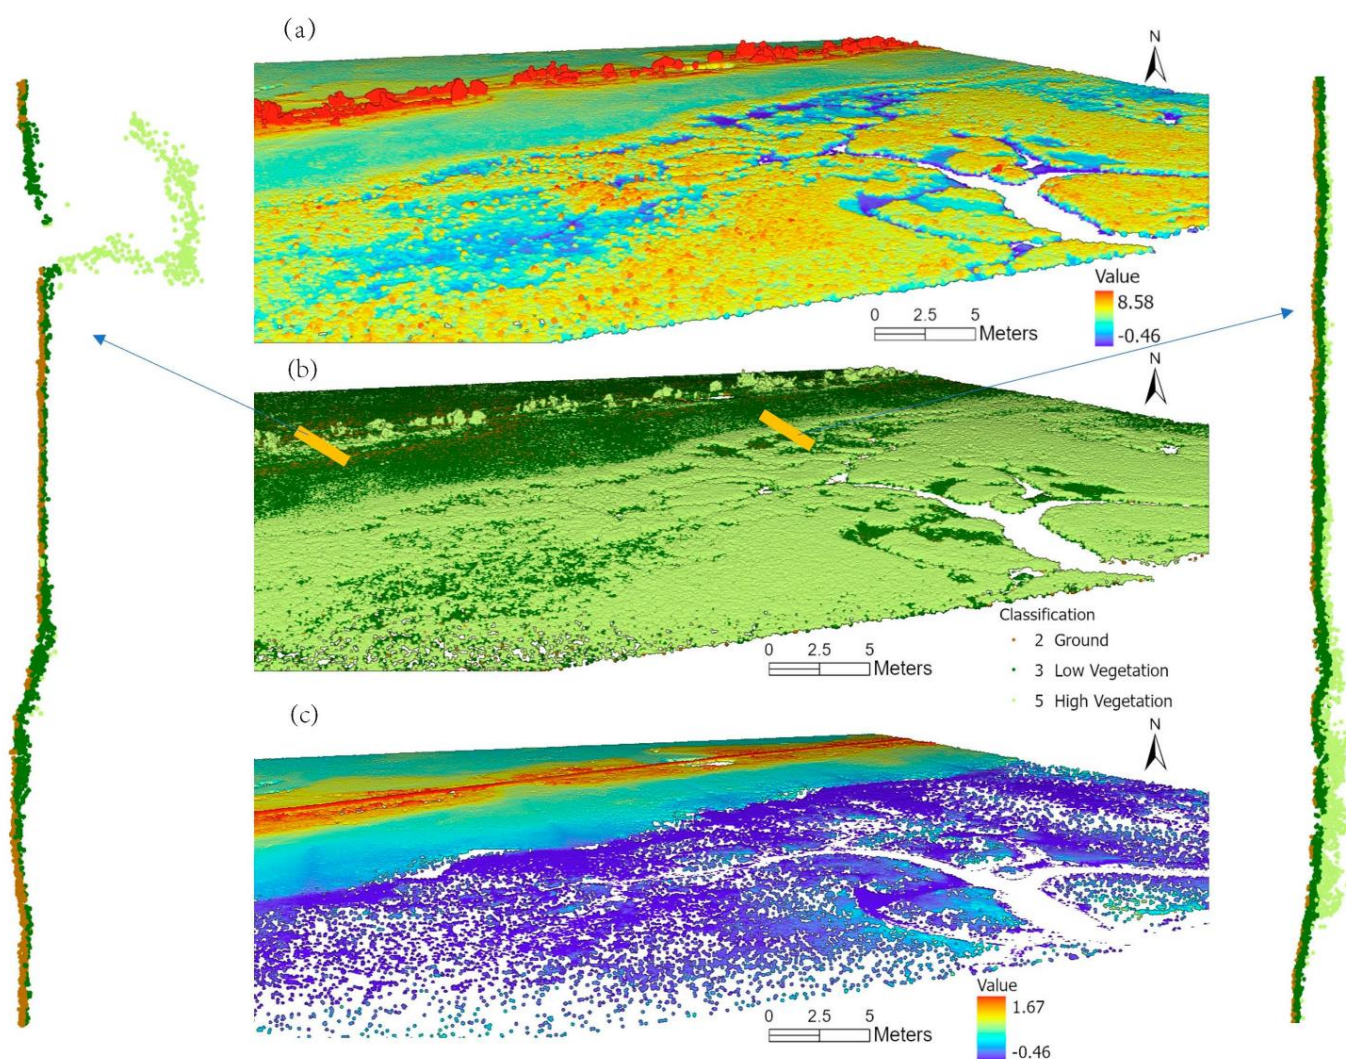 (a)
N
Value
8.58
-0.46
0 2.5 5
Meters
(b)
N
0 2.5 5
Meters
Classification
2 Ground
3 Low Vegetation
5 High Vegetation
(c)
N
0 2.5 5
Meters
Value
1.67
-0.46